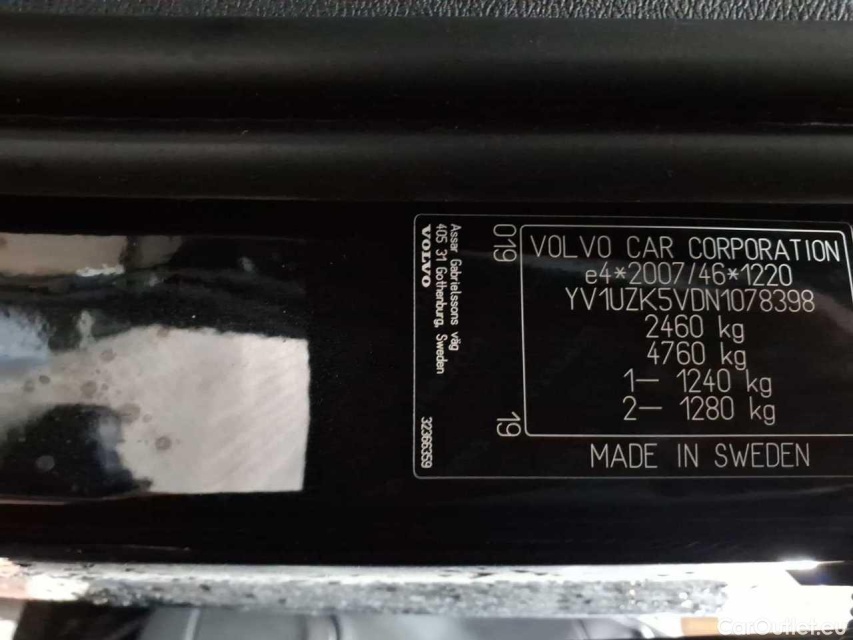 VOLVO CAR CORPORATION
e4*2007/46*1220
YV1UZK5VDN1078398
2460 kg
4760 kg
1— 1240 kg
2— 1280 kg
MADE IN SWEDEN
019
19
Assar Gabrielssons väg
405 31 Gothenburg, Sweden
VOLVO
32366359
CarOutlet.eu